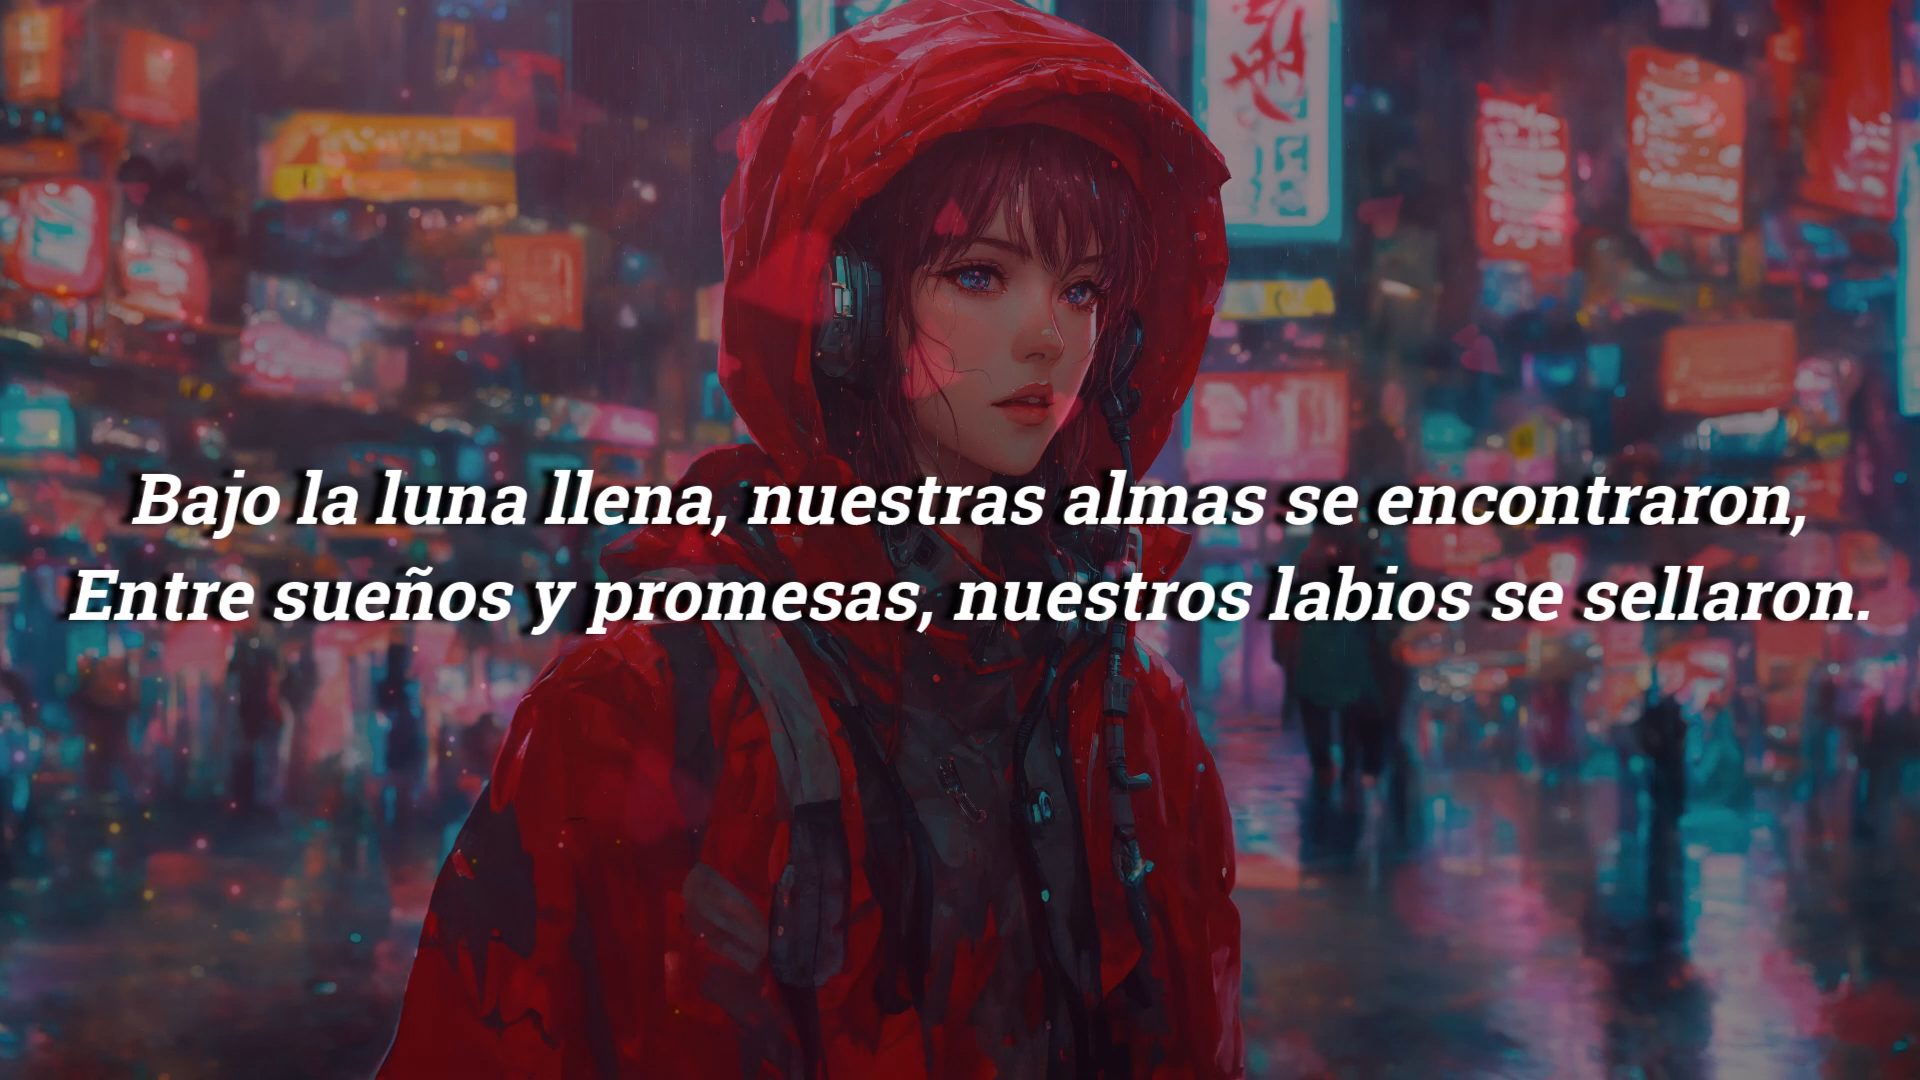 Bajo la luna llena, nuestras almas se encontraron,
Entre sueños y promesas, nuestros labios se sellaron.